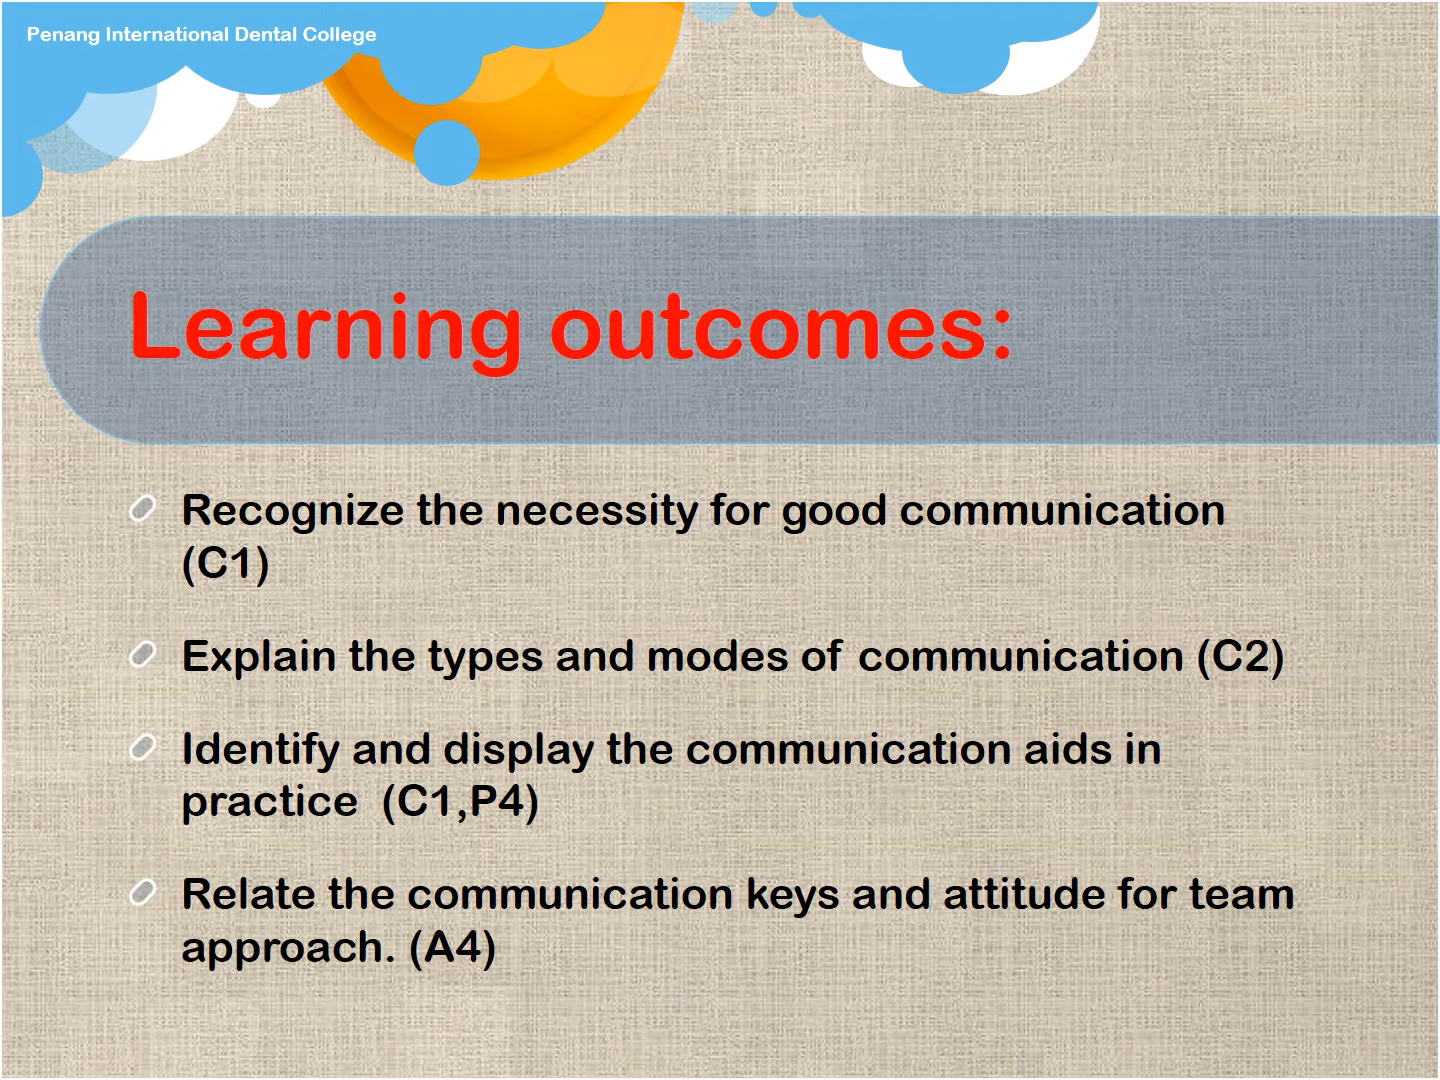 Penang International Dental College
Learning outcomes:
Recognize the necessity for good communication
(C1)
Explain the types and modes of communication (C2)
Identify and display the communication aids in
practice  (C1,P4)
Relate the communication keys and attitude for team
approach. (A4)